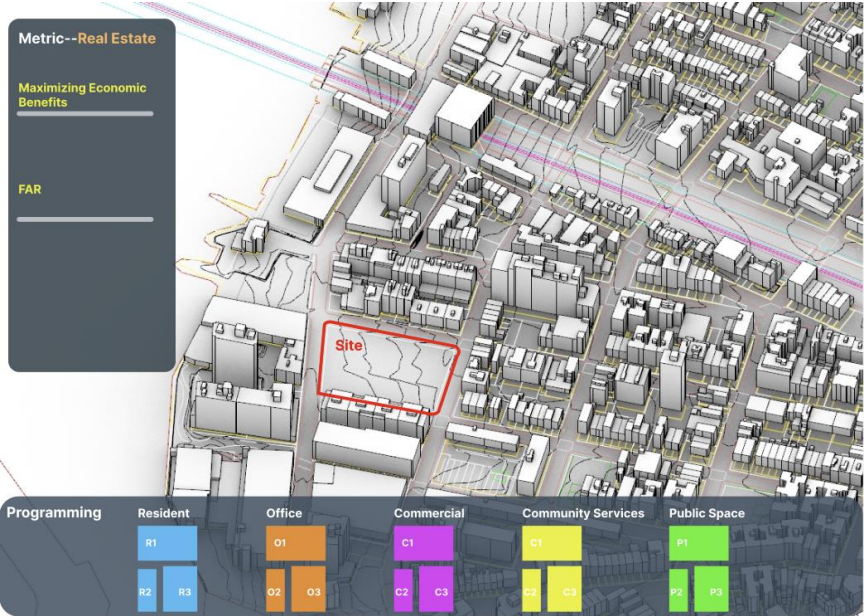 Metric--Real Estate
Maximizing Economic
Benefits
FAR
Site
Programming
Resident
Office
Commercial
Community Services
Public Space
R1
O1
C1
C1
P1
R2
R3
O2
O3
C2
C3
C2
C3
P2
P3